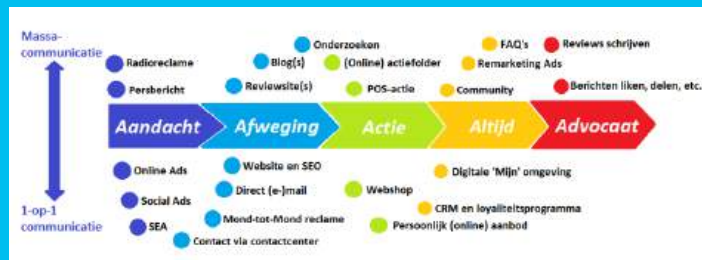 Massa-
communicatie
Onderzoeken
FAQ's
Reviews schrijven
Radioreclame
Blog(s)
(Online) actiefolder
Remarketing Ads
Persbericht
Reviewsite(s)
POS-actie
Community
Berichten liken, delen, etc.
Aandacht
Afweging
Actie
Altijd
Advocaat
Online Ads
Website en SEO
Digitale 'Mijn' omgeving
Social Ads
Direct (e-)mail
Webshop
1-op-1
communicatie
SEA
Mond-tot-Mond reclame
CRM en loyaliteitsprogramma
Contact via contactcenter
Persoonlijk (online) aanbod